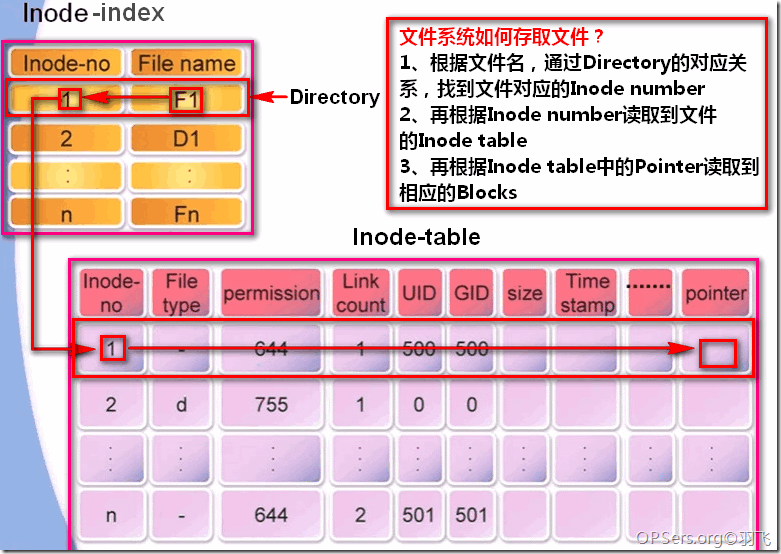 Inode-index
Inode-no File name
1 F1
Directory
2 D1
: :
n Fn
文件系统如何存取文件？
1、根据文件名，通过Directory的对应关
系，找到文件对应的Inode number
2、再根据Inode number读取到文件
的Inode table
3、再根据Inode table中的Pointer读取到
相应的Blocks
Inode-table
Inode-no File type permission Link count UID GID size Time stamp ....... pointer
1 - 644 1 500 500
2 d 755 1 0 0
: : : : : : : : : :
n - 644 2 501 501
OPSers.org©羽飞